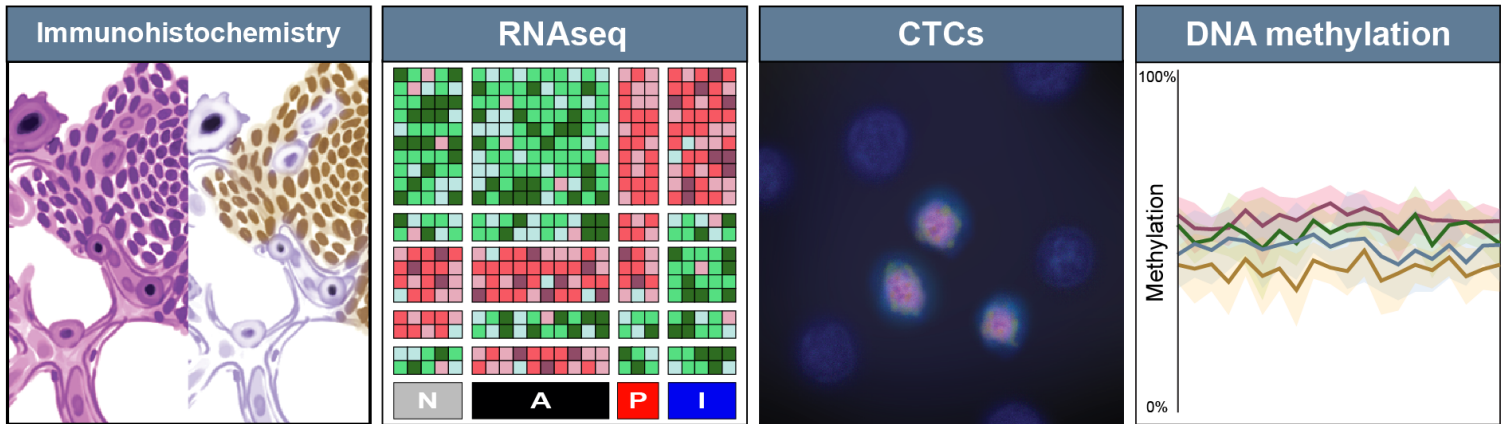 Immunohistochemistry
RNAseq
CTCs
DNA methylation
N
A
P
I
100%
Methylation
0%